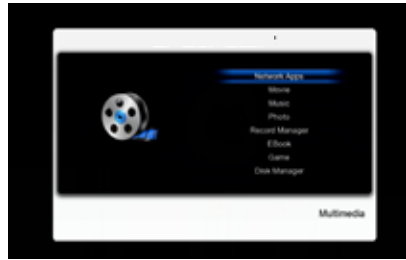 Network Apps
Movie
Music
Photo
Record Manager
EBook
Game
Disk Manager
Multimedia